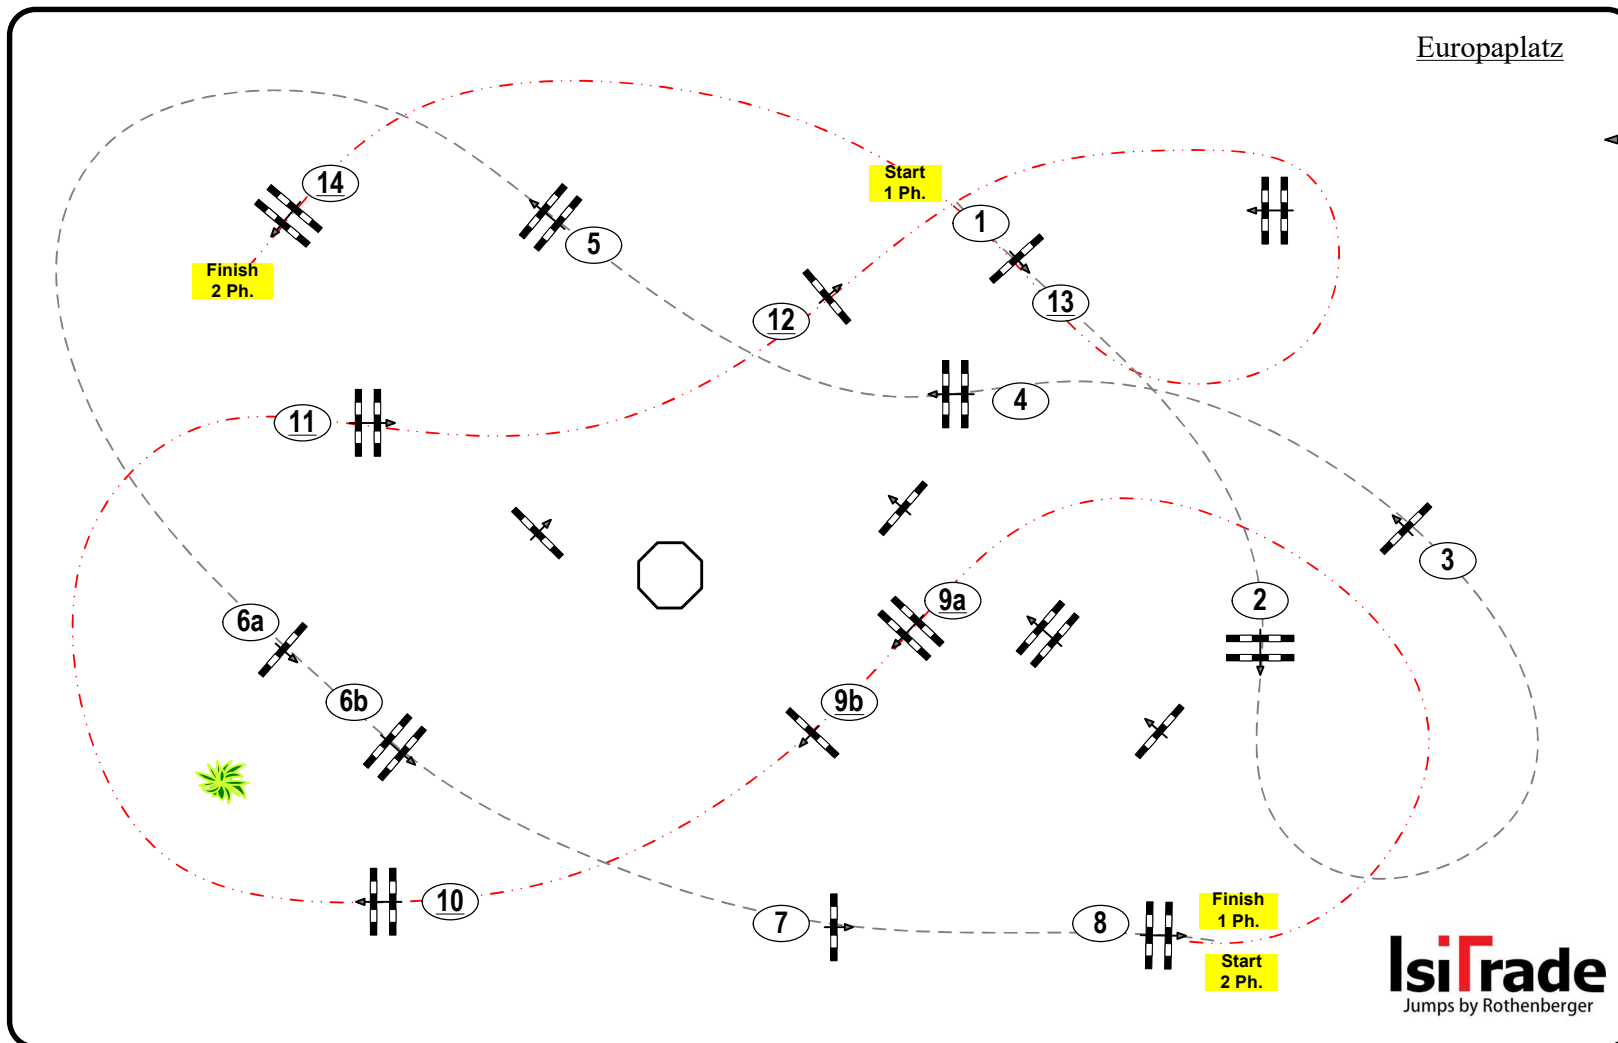 Europaplatz
Start
1 Ph.
14
1
5
Finish
2 Ph.
13
12
4
11
3
9a
2
6a
6b
9b
10
7
8
Finish
1 Ph.
Start
2 Ph.
IsiTrade
Jumps by Rothenberger